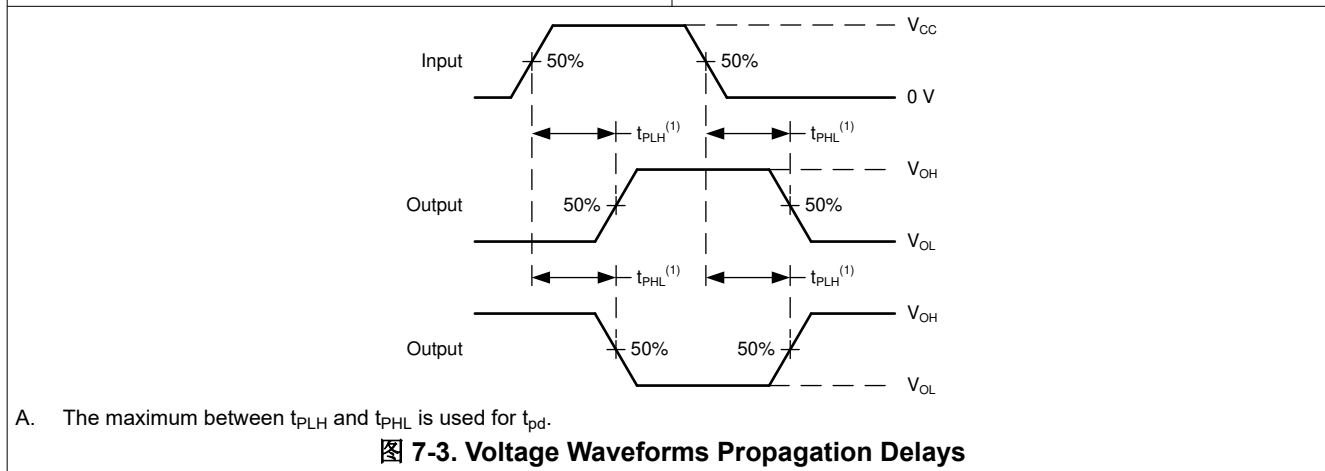 V_CC
Input
50%
50%
0 V
t_PLH^(1)
t_PHL^(1)
V_OH
Output
50%
50%
V_OL
t_PHL^(1)
t_PLH^(1)
V_OH
Output
50%
50%
V_OL
A. The maximum between t_PLH and t_PHL is used for t_pd.
图 7-3. Voltage Waveforms Propagation Delays